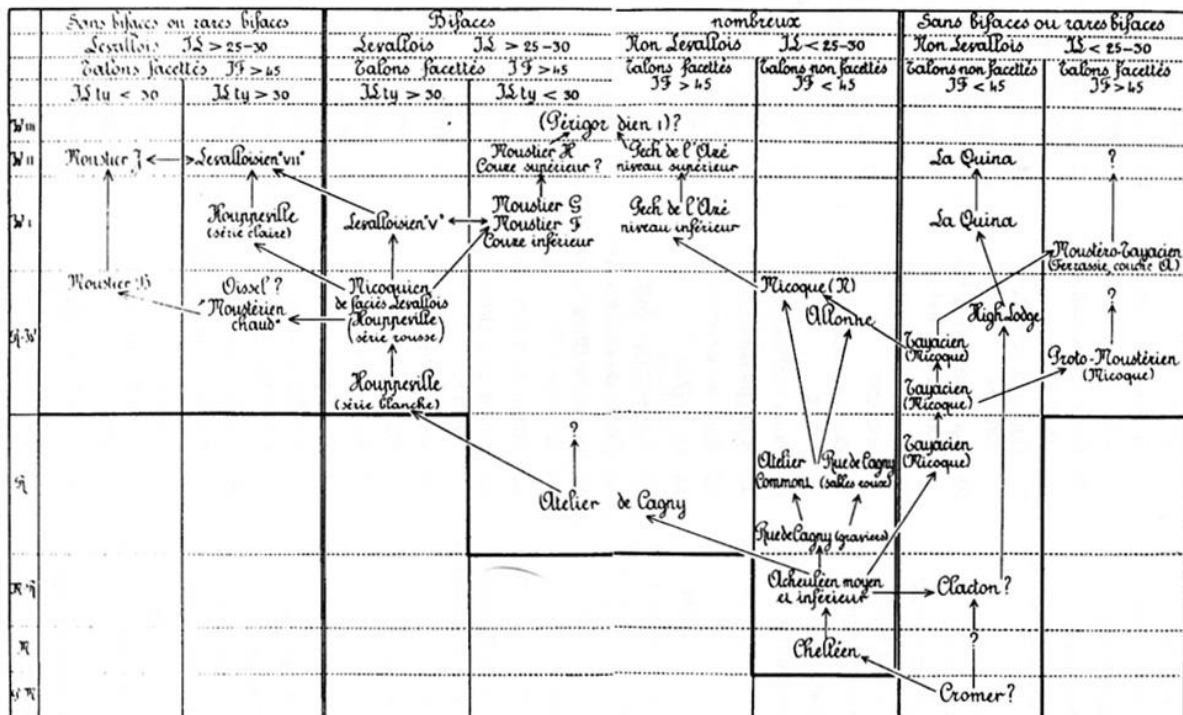 Sans bifaces ou rares bifaces
Bifaces nombreux
Sans bifaces ou rares bifaces
Levallois IL > 25-30
Levallois IL > 25-30
Non Levallois IL < 25-30
Non Levallois IL < 25-30
Talons facettés IF > 45
Talons facettés IF > 45
Talons facettés IF > 45
Talons non facettés IF < 45
Talons non facettés IF < 45
Talons facettés IF > 45
ILty < 30
ILty > 30
ILty > 30
ILty < 30
W III
(Périgordien I)?
W II
Moustier J
Levalloisien "VII"
Moustier H
Couze supérieur ?
Pech de l'Azé
niveau supérieur
La Quina
?
W I
Houppeville
(série claire)
Levalloisien "V"
Moustier G
Moustier F
Couze inférieur
Pech de l'Azé
niveau inférieur
La Quina
Moustéro-Tayacien
(Ferrassie, couche A)
R-W
Moustier B
Oissel ?
"Moustérien
chaud"
Micoquien
de faciès Levallois
(Houppeville
série rousse)
Houppeville
(série blanche)
Micoque (N)
Allonne
High Lodge
Tayacien
(Micoque)
Tayacien
(Micoque)
?
Proto-Moustérien
(Micoque)
R
?
Atelier de Cagny
Atelier
Commont
Rue de Cagny
(sables roux)
Rue de Cagny (graviers)
Tayacien
(Micoque)
M-R
Acheuléen moyen
et inférieur
Clacton ?
M
Chelléen
?
G-M
Cromer ?